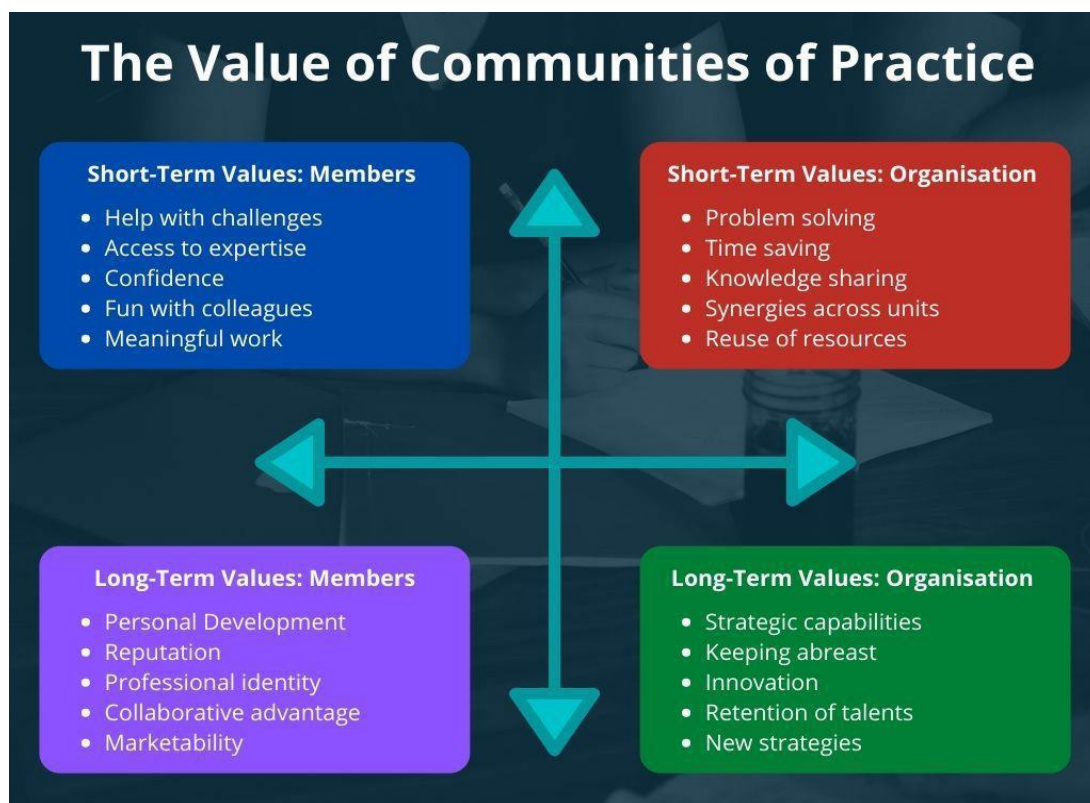 The Value of Communities of Practice
Short-Term Values: Members
• Help with challenges
• Access to expertise
• Confidence
• Fun with colleagues
• Meaningful work
Short-Term Values: Organisation
• Problem solving
• Time saving
• Knowledge sharing
• Synergies across units
• Reuse of resources
Long-Term Values: Members
• Personal Development
• Reputation
• Professional identity
• Collaborative advantage
• Marketability
Long-Term Values: Organisation
• Strategic capabilities
• Keeping abreast
• Innovation
• Retention of talents
• New strategies